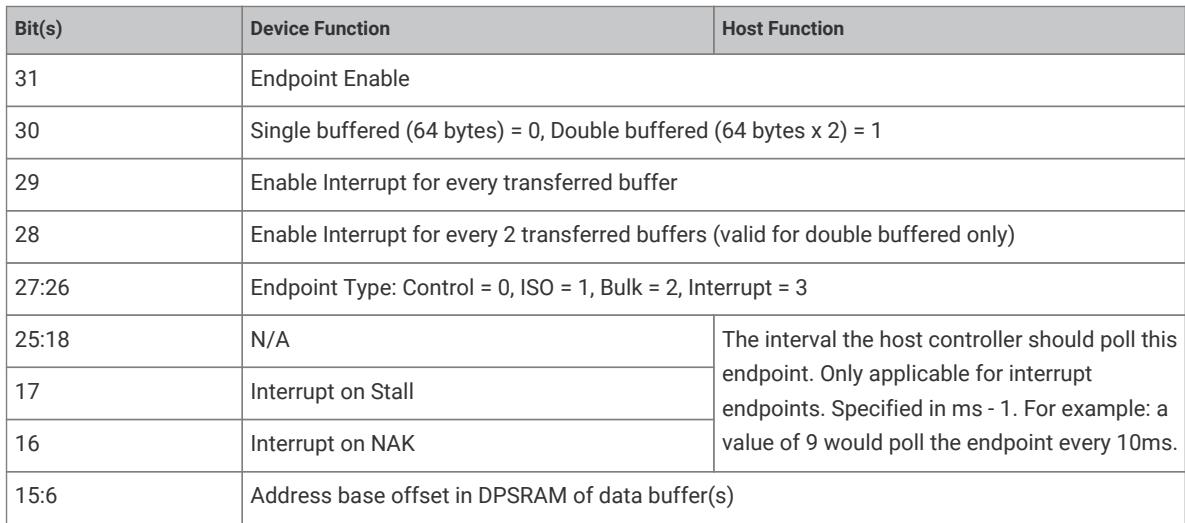 Bit(s) Device Function Host Function
31 Endpoint Enable
30 Single buffered (64 bytes) = 0, Double buffered (64 bytes x 2) = 1
29 Enable Interrupt for every transferred buffer
28 Enable Interrupt for every 2 transferred buffers (valid for double buffered only)
27:26 Endpoint Type: Control = 0, ISO = 1, Bulk = 2, Interrupt = 3
25:18 N/A
17 Interrupt on Stall
16 Interrupt on NAK
The interval the host controller should poll this
endpoint. Only applicable for interrupt
endpoints. Specified in ms - 1. For example: a
value of 9 would poll the endpoint every 10ms.
15:6 Address base offset in DPSRAM of data buffer(s)